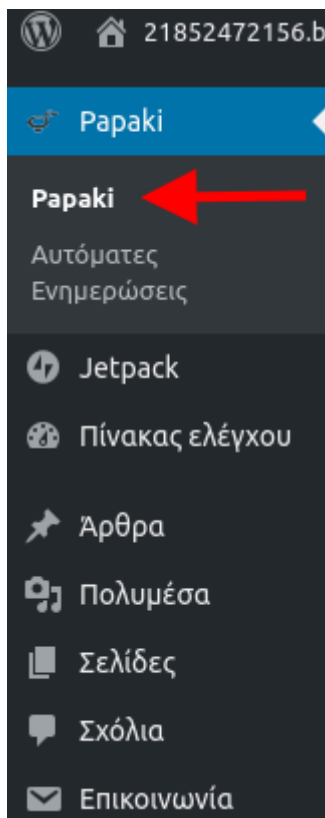 21852472156.b
Papaki
Papaki
Αυτόματες
Ενημερώσεις
Jetpack
Πίνακας ελέγχου
Άρθρα
Πολυμέσα
Σελίδες
Σχόλια
Επικοινωνία